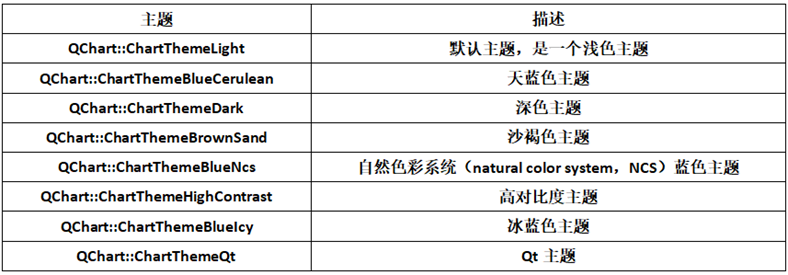 主题 描述
QChart::ChartThemeLight 默认主题，是一个浅色主题
QChart::ChartThemeBlueCerulean 天蓝色主题
QChart::ChartThemeDark 深色主题
QChart::ChartThemeBrownSand 沙褐色主题
QChart::ChartThemeBlueNcs 自然色彩系统（natural color system，NCS）蓝色主题
QChart::ChartThemeHighContrast 高对比度主题
QChart::ChartThemeBlueIcy 冰蓝色主题
QChart::ChartThemeQt Qt 主题